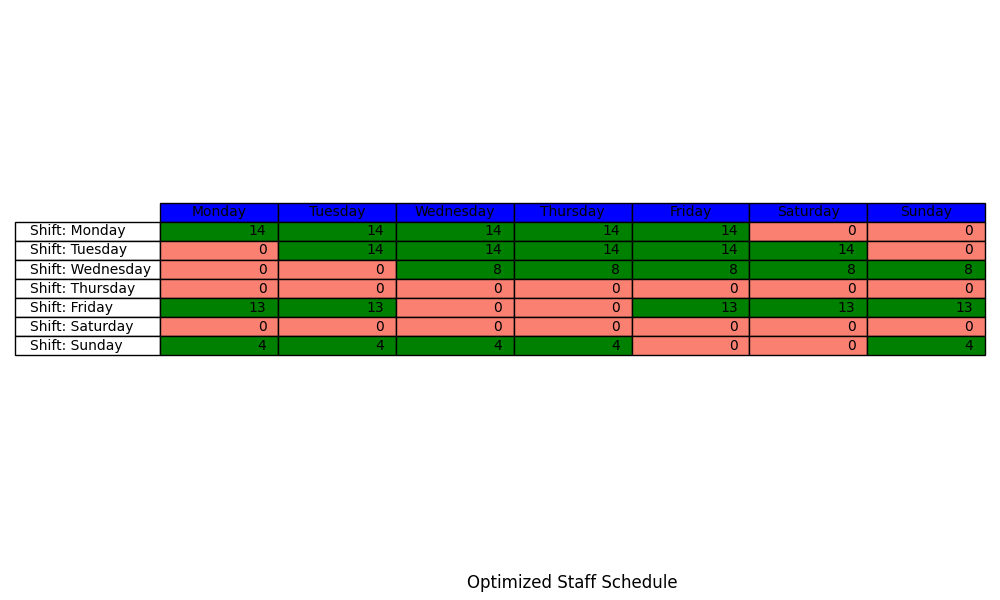 Monday Tuesday Wednesday Thursday Friday Saturday Sunday
Shift: Monday 14 14 14 14 14 0 0
Shift: Tuesday 0 14 14 14 14 14 0
Shift: Wednesday 0 0 8 8 8 8 8
Shift: Thursday 0 0 0 0 0 0 0
Shift: Friday 13 13 0 0 13 13 13
Shift: Saturday 0 0 0 0 0 0 0
Shift: Sunday 4 4 4 4 0 0 4
Optimized Staff Schedule